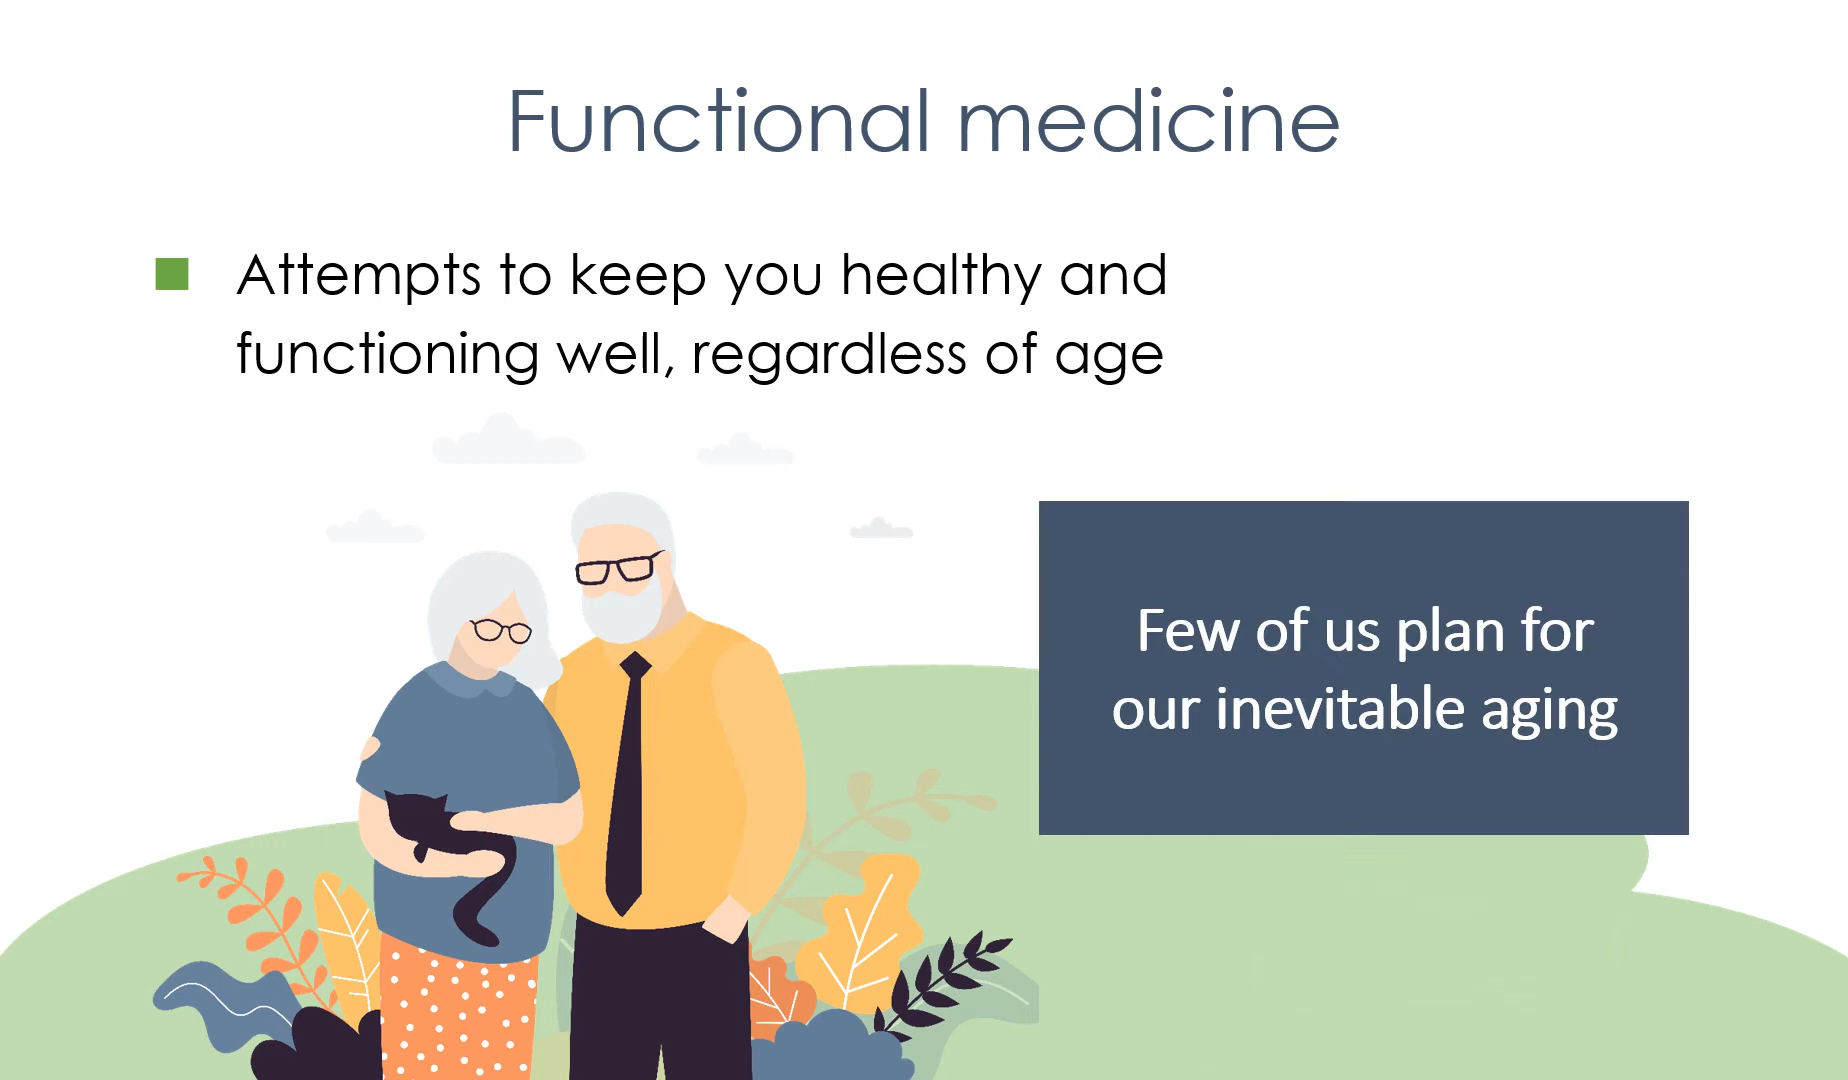 Functional medicine
Attempts to keep you healthy and
functioning well, regardless of age
Few of us plan for
our inevitable aging